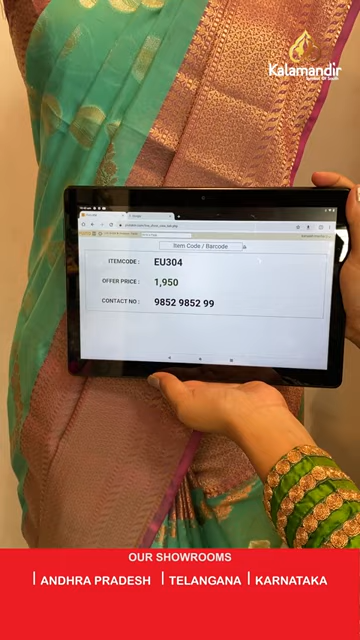 Kalamandir
Item Code / Barcode
ITEMCODE : EU304
OFFER PRICE : 1,950
CONTACT NO : 9852 9852 99
OUR SHOWROOMS
| ANDHRA PRADESH | TELANGANA | KARNATAKA